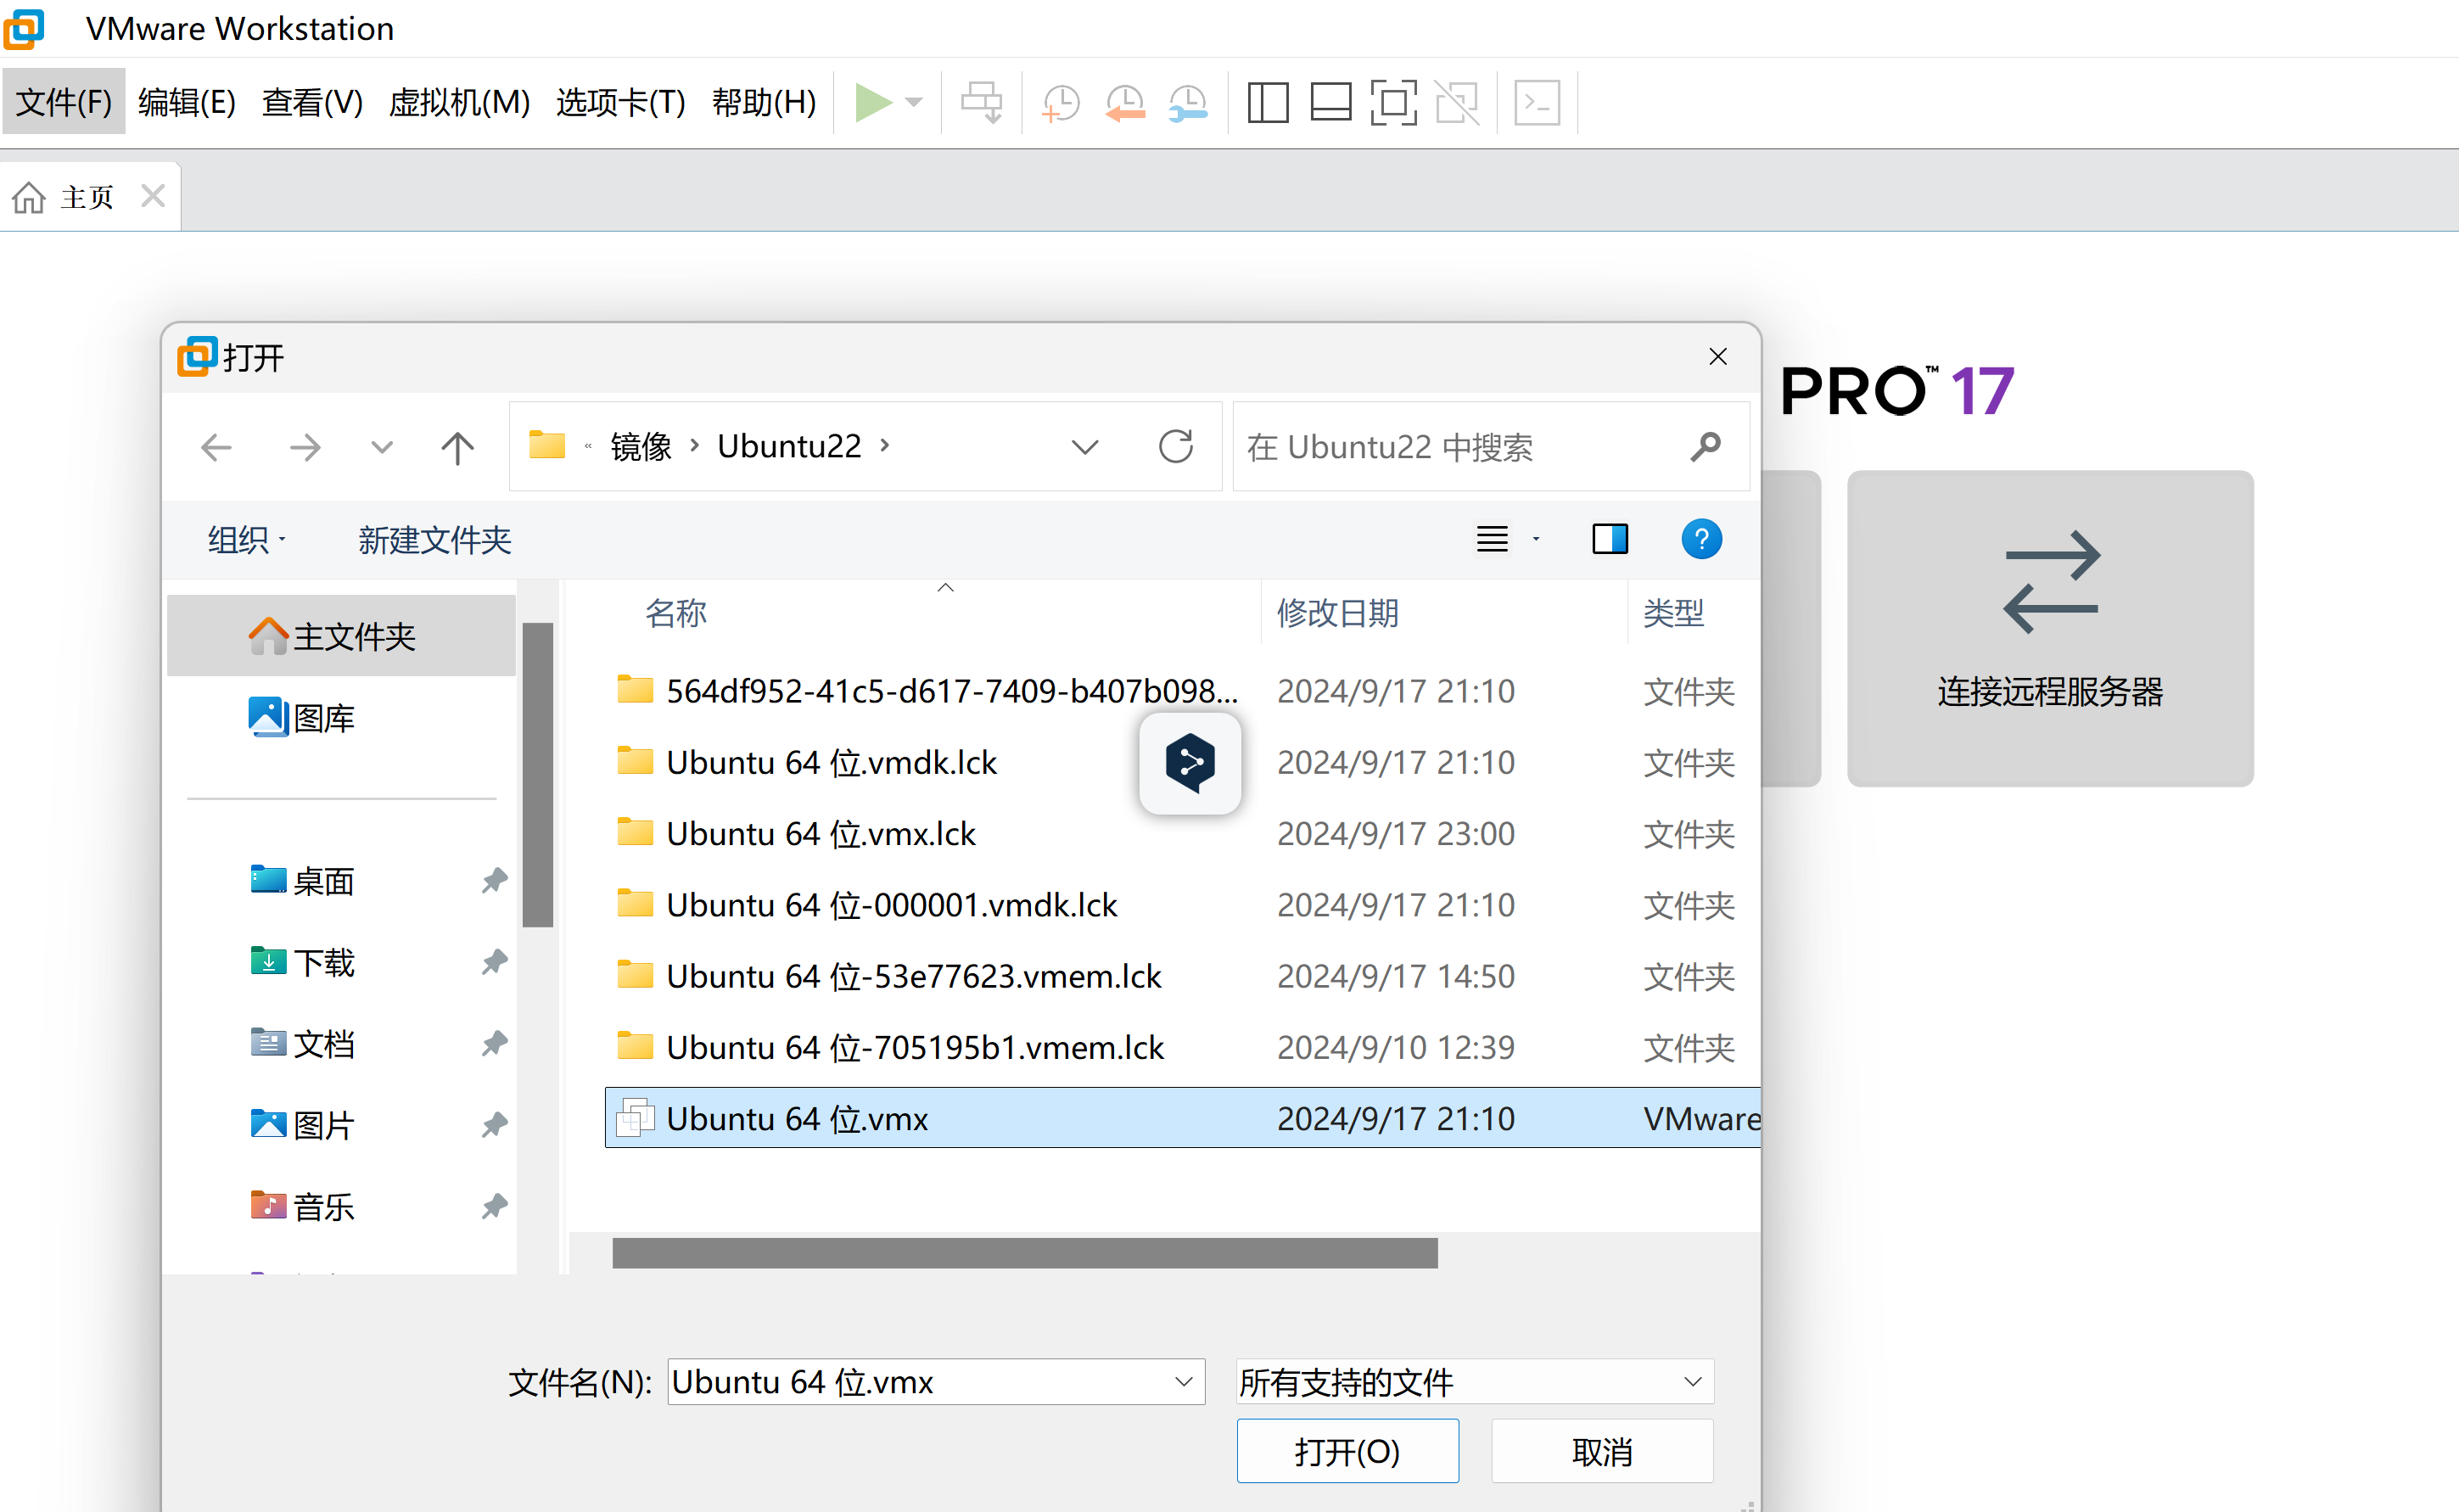 VMware Workstation
文件(F) 编辑(E) 查看(V) 虚拟机(M) 选项卡(T) 帮助(H)
主页
PRO™ 17
连接远程服务器
打开
« 镜像 › Ubuntu22 ›
在 Ubuntu22 中搜索
组织
新建文件夹
主文件夹
图库
桌面
下载
文档
图片
音乐
名称 修改日期 类型
564df952-41c5-d617-7409-b407b098... 2024/9/17 21:10 文件夹
Ubuntu 64 位.vmdk.lck 2024/9/17 21:10 文件夹
Ubuntu 64 位.vmx.lck 2024/9/17 23:00 文件夹
Ubuntu 64 位-000001.vmdk.lck 2024/9/17 21:10 文件夹
Ubuntu 64 位-53e77623.vmem.lck 2024/9/17 14:50 文件夹
Ubuntu 64 位-705195b1.vmem.lck 2024/9/10 12:39 文件夹
Ubuntu 64 位.vmx 2024/9/17 21:10 VMware
文件名(N): Ubuntu 64 位.vmx
所有支持的文件
打开(O) 取消